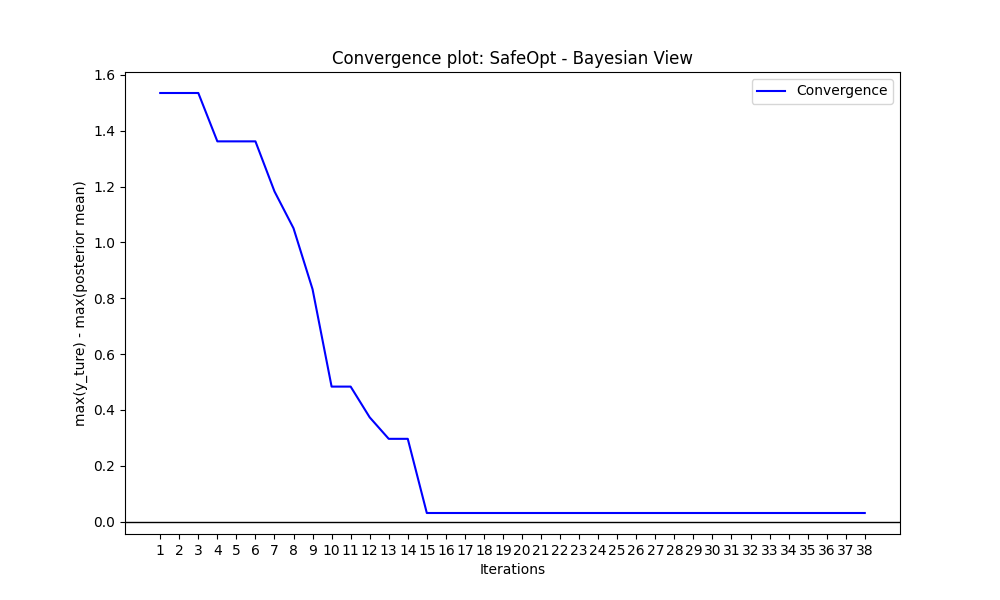 Convergence plot: SafeOpt - Bayesian View
Convergence
max(y_ture) - max(posterior mean)
1.6
1.4
1.2
1.0
0.8
0.6
0.4
0.2
0.0
1 2 3 4 5 6 7 8 9 10 11 12 13 14 15 16 17 18 19 20 21 22 23 24 25 26 27 28 29 30 31 32 33 34 35 36 37 38
Iterations